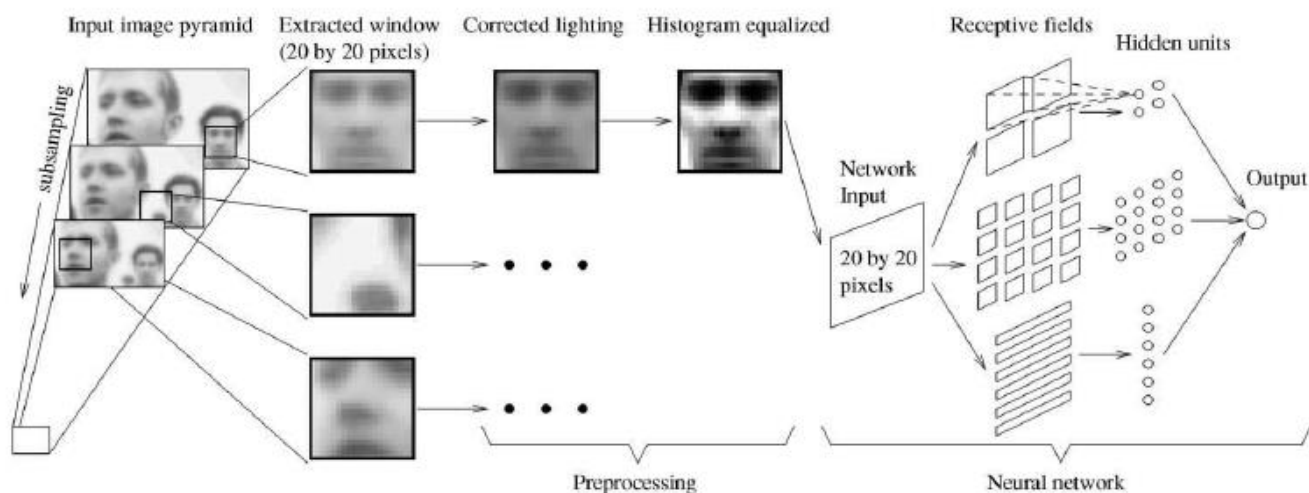 Input image pyramid
Extracted window
(20 by 20 pixels)
Corrected lighting
Histogram equalized
Receptive fields
Hidden units
subsampling
Network
Input
Output
20 by 20
pixels
Preprocessing
Neural network